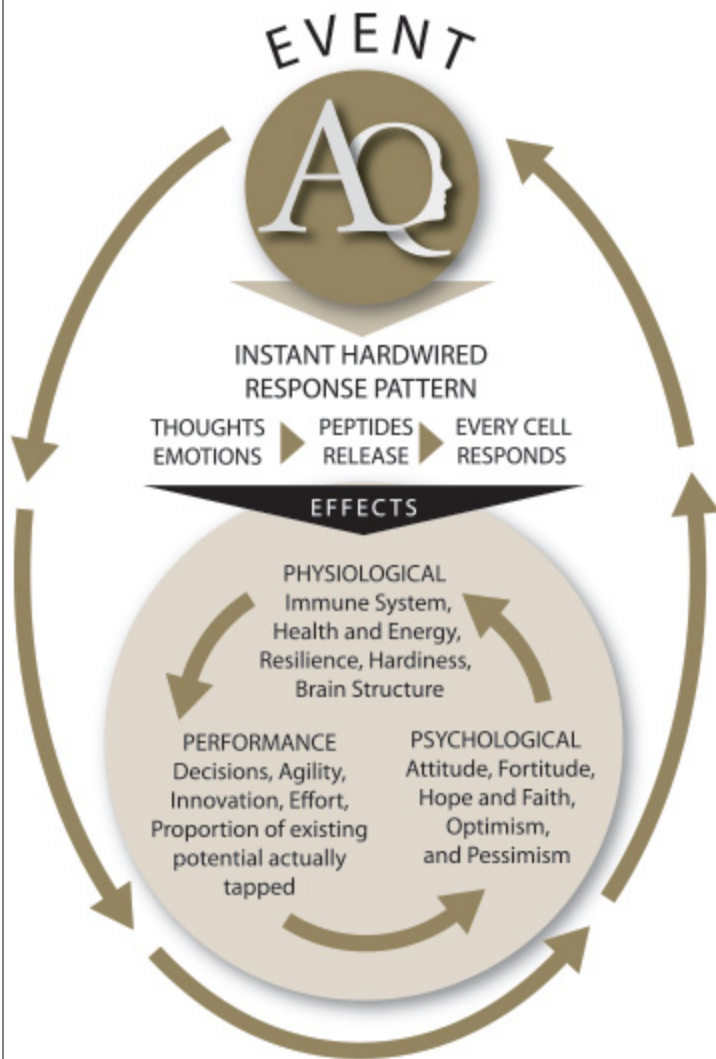 EVENT
AQ
INSTANT HARDWIRED
RESPONSE PATTERN
THOUGHTS
EMOTIONS
PEPTIDES
RELEASE
EVERY CELL
RESPONDS
EFFECTS
PHYSIOLOGICAL
Immune System,
Health and Energy,
Resilience, Hardiness,
Brain Structure
PERFORMANCE
Decisions, Agility,
Innovation, Effort,
Proportion of existing
potential actually
tapped
PSYCHOLOGICAL
Attitude, Fortitude,
Hope and Faith,
Optimism,
and Pessimism